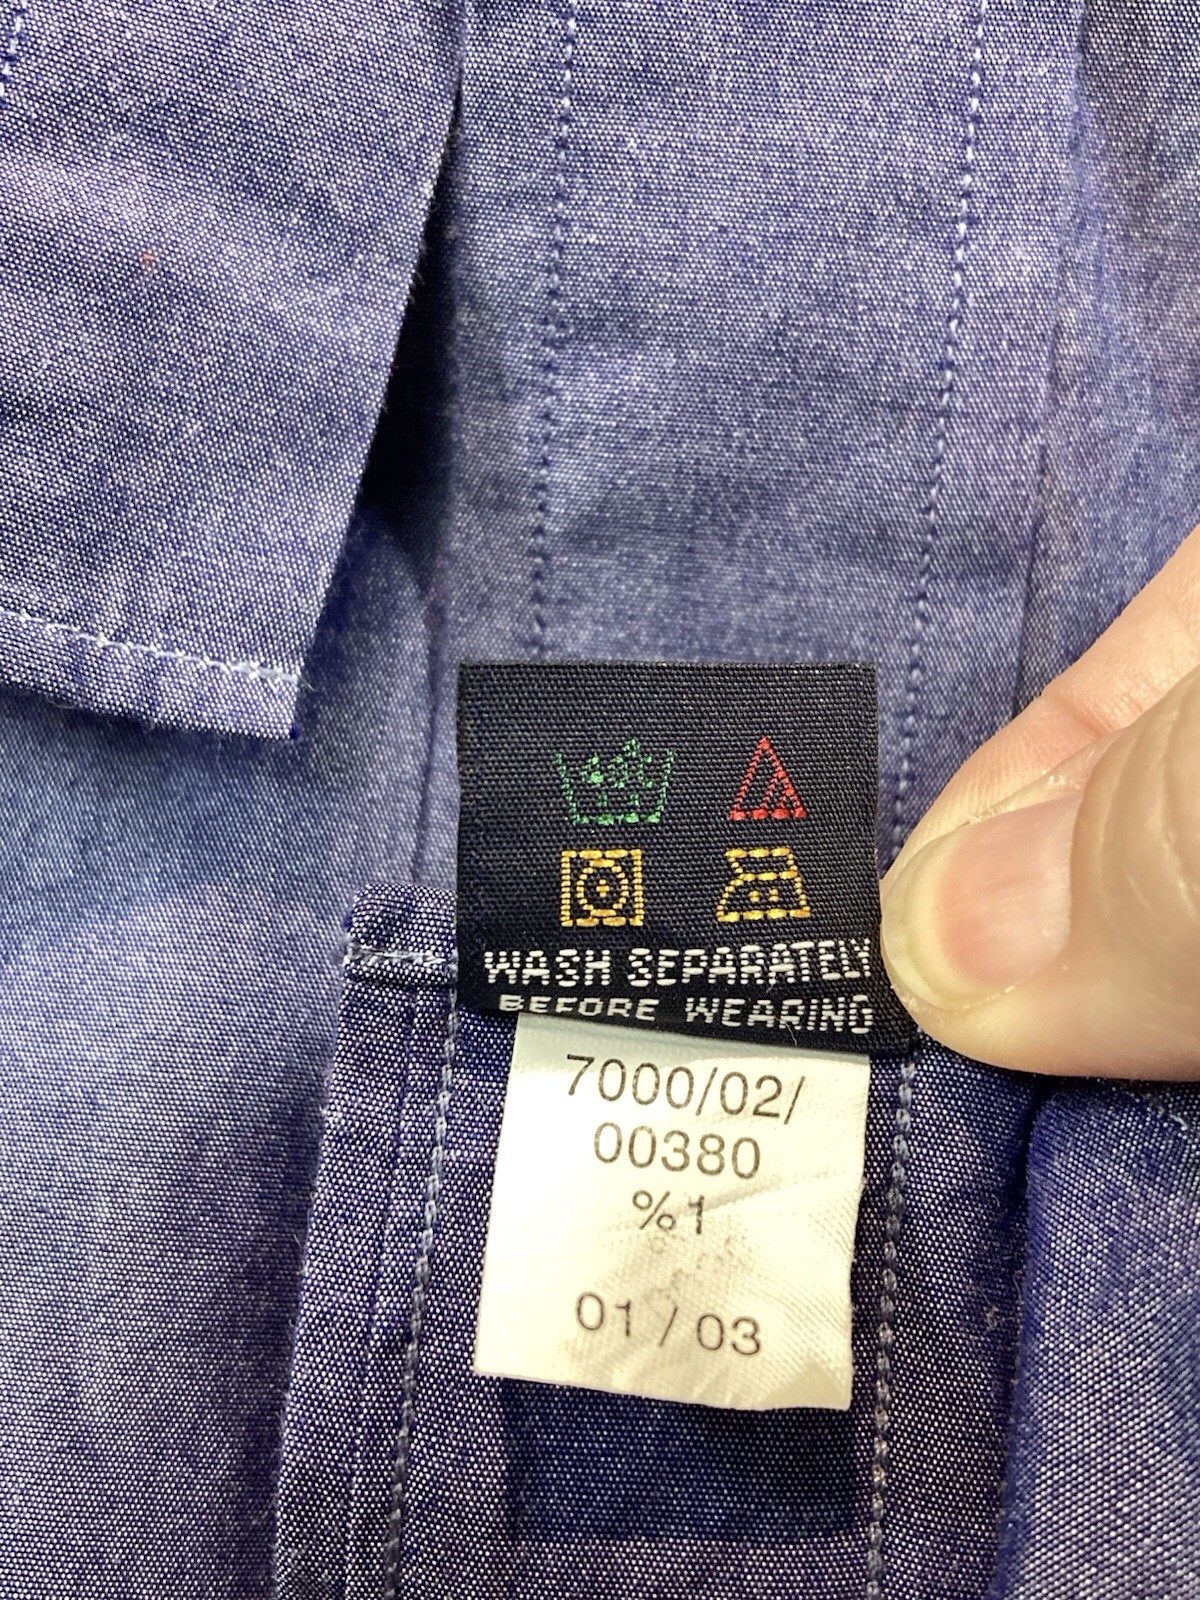 WASH SEPARATELY
BEFORE WEARING
7000/02/
00380
%1
01/03